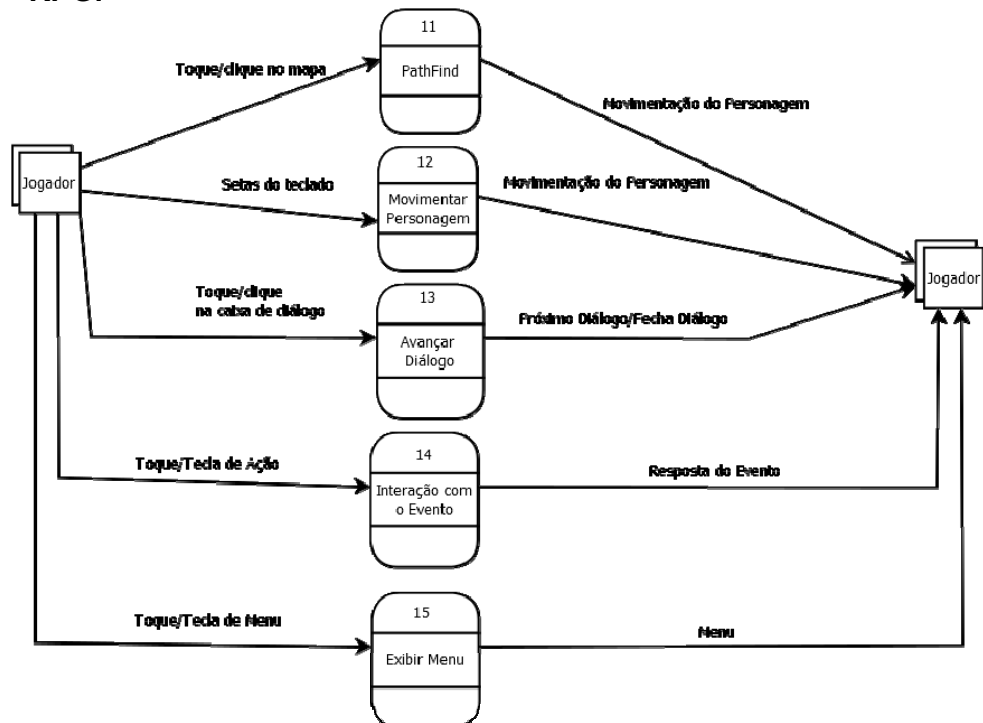 11
Toque/clique no mapa
PathFind
Movimentação do Personagem
12
Jogador
Setas do teclado
Movimentação do Personagem
Movimentar
Personagem
Jogador
13
Toque/clique
na caixa de diálogo
Próximo Diálogo/Fecha Diálogo
Avançar
Diálogo
14
Toque/Tecla de Ação
Resposta do Evento
Interação com
o Evento
15
Toque/Tecla de Menu
Menu
Exibir Menu